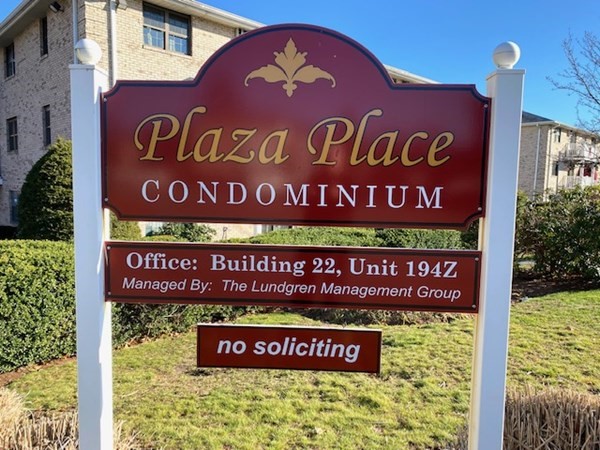 Plaza Place
CONDOMINIUM
Office: Building 22, Unit 194Z
Managed By: The Lundgren Management Group
no soliciting